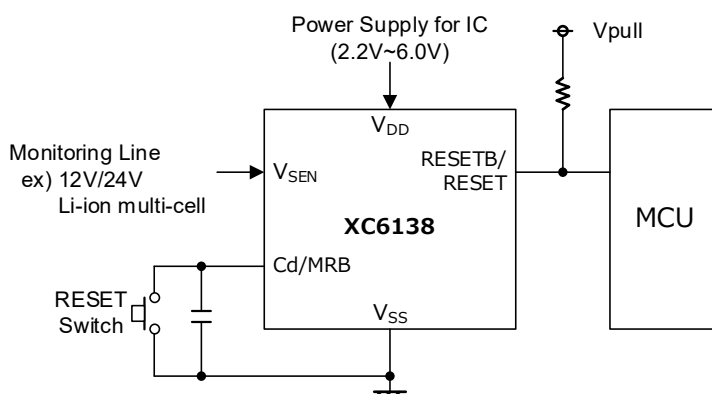 Power Supply for IC
(2.2V~6.0V)
Vpull
VDD
Monitoring Line
ex) 12V/24V
Li-ion multi-cell
VSEN
RESETB/
RESET
XC6138
MCU
Cd/MRB
RESET
Switch
VSS